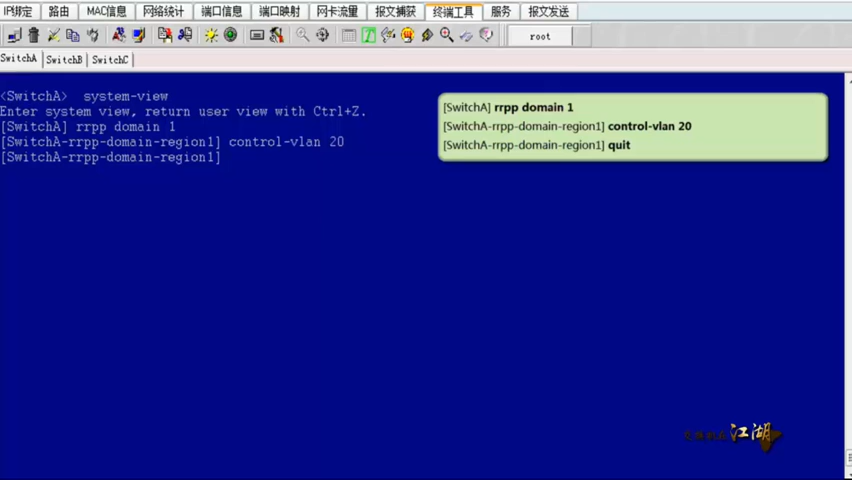 IP绑定 路由 MAC信息 网络统计 端口信息 端口映射 网卡流量 报文捕获 终端工具 服务 报文发送
root
SwitchA SwitchB SwitchC
<SwitchA> system-view
Enter system view, return user view with Ctrl+Z.
[SwitchA] rrpp domain 1
[SwitchA-rrpp-domain-region1] control-vlan 20
[SwitchA-rrpp-domain-region1]
[SwitchA] rrpp domain 1
[SwitchA-rrpp-domain-region1] control-vlan 20
[SwitchA-rrpp-domain-region1] quit
江湖